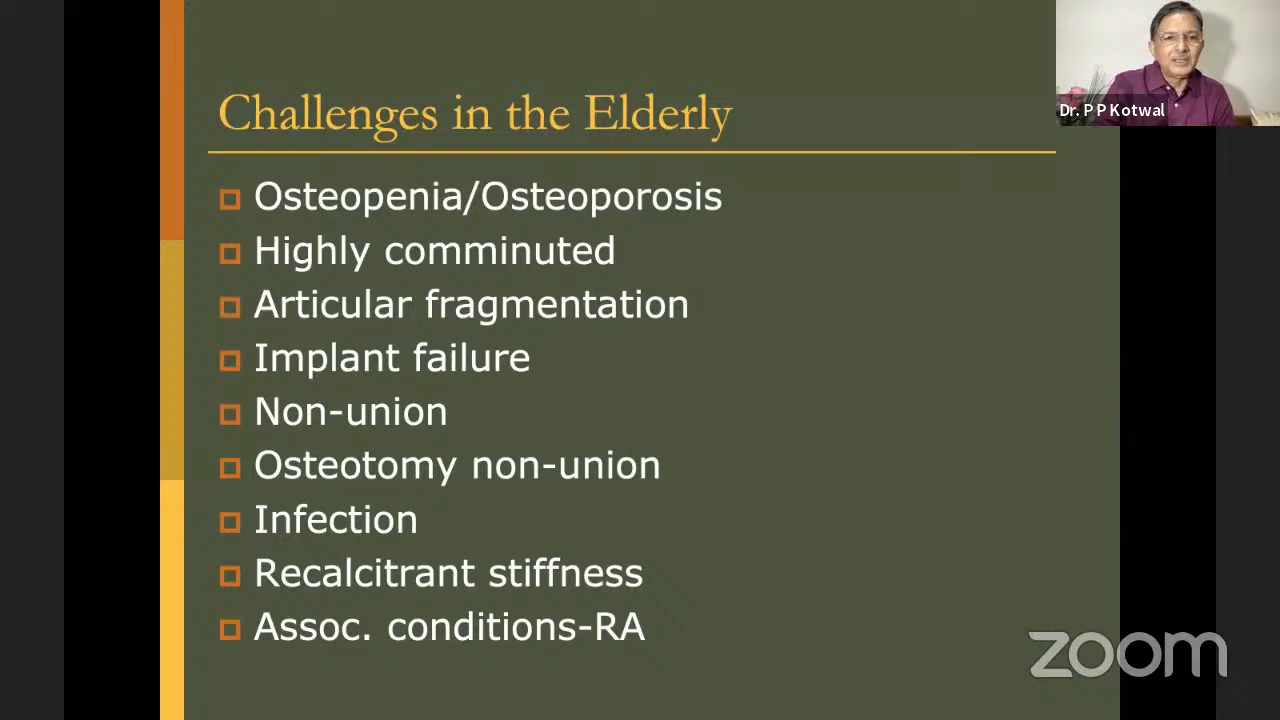 Challenges in the Elderly
Osteopenia/Osteoporosis
Highly comminuted
Articular fragmentation
Implant failure
Non-union
Osteotomy non-union
Infection
Recalcitrant stiffness
Assoc. conditions-RA
Dr. P P Kotwal
zoom